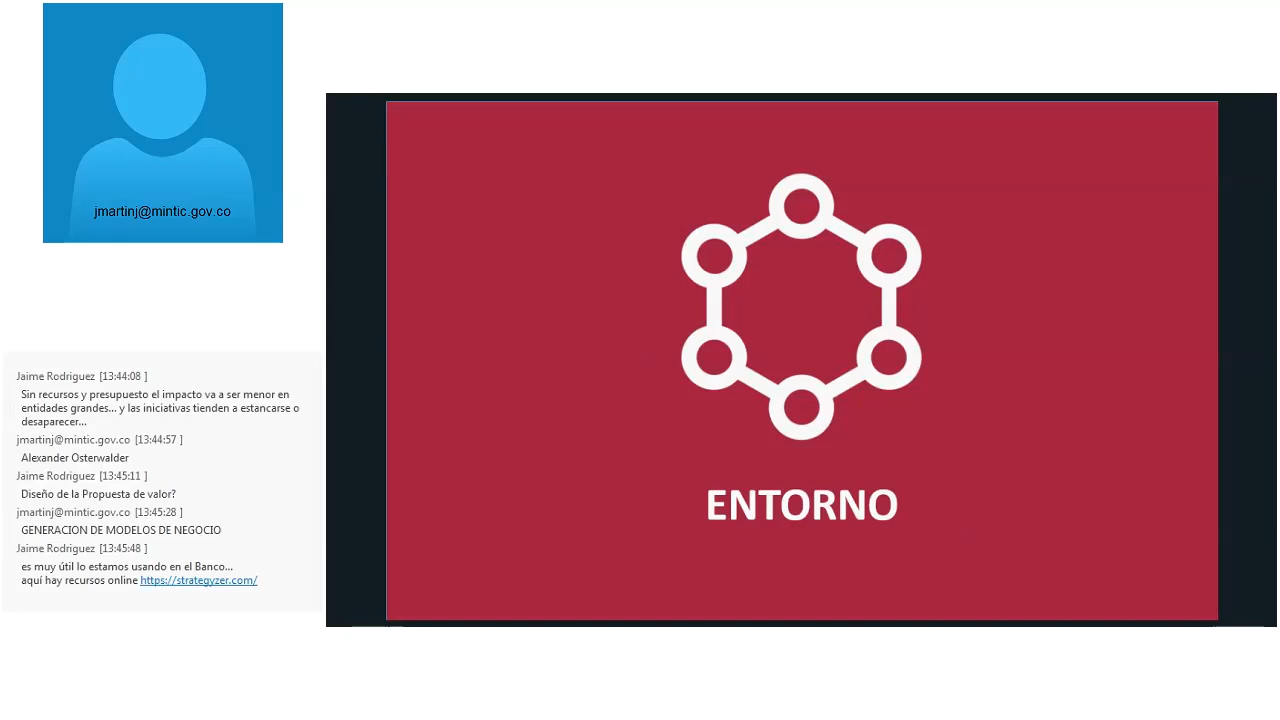 jmartinj@mintic.gov.co
Jaime Rodriguez [13:44:08 ]
Sin recursos y presupuesto el impacto va a ser menor en
entidades grandes... y las iniciativas tienden a estancarse o
desaparecer...
jmartinj@mintic.gov.co [13:44:57 ]
Alexander Osterwalder
Jaime Rodriguez [13:45:11 ]
Diseño de la Propuesta de valor?
jmartinj@mintic.gov.co [13:45:28 ]
GENERACION DE MODELOS DE NEGOCIO
Jaime Rodriguez [13:45:48 ]
es muy útil lo estamos usando en el Banco...
aquí hay recursos online https://strategyzer.com/
ENTORNO